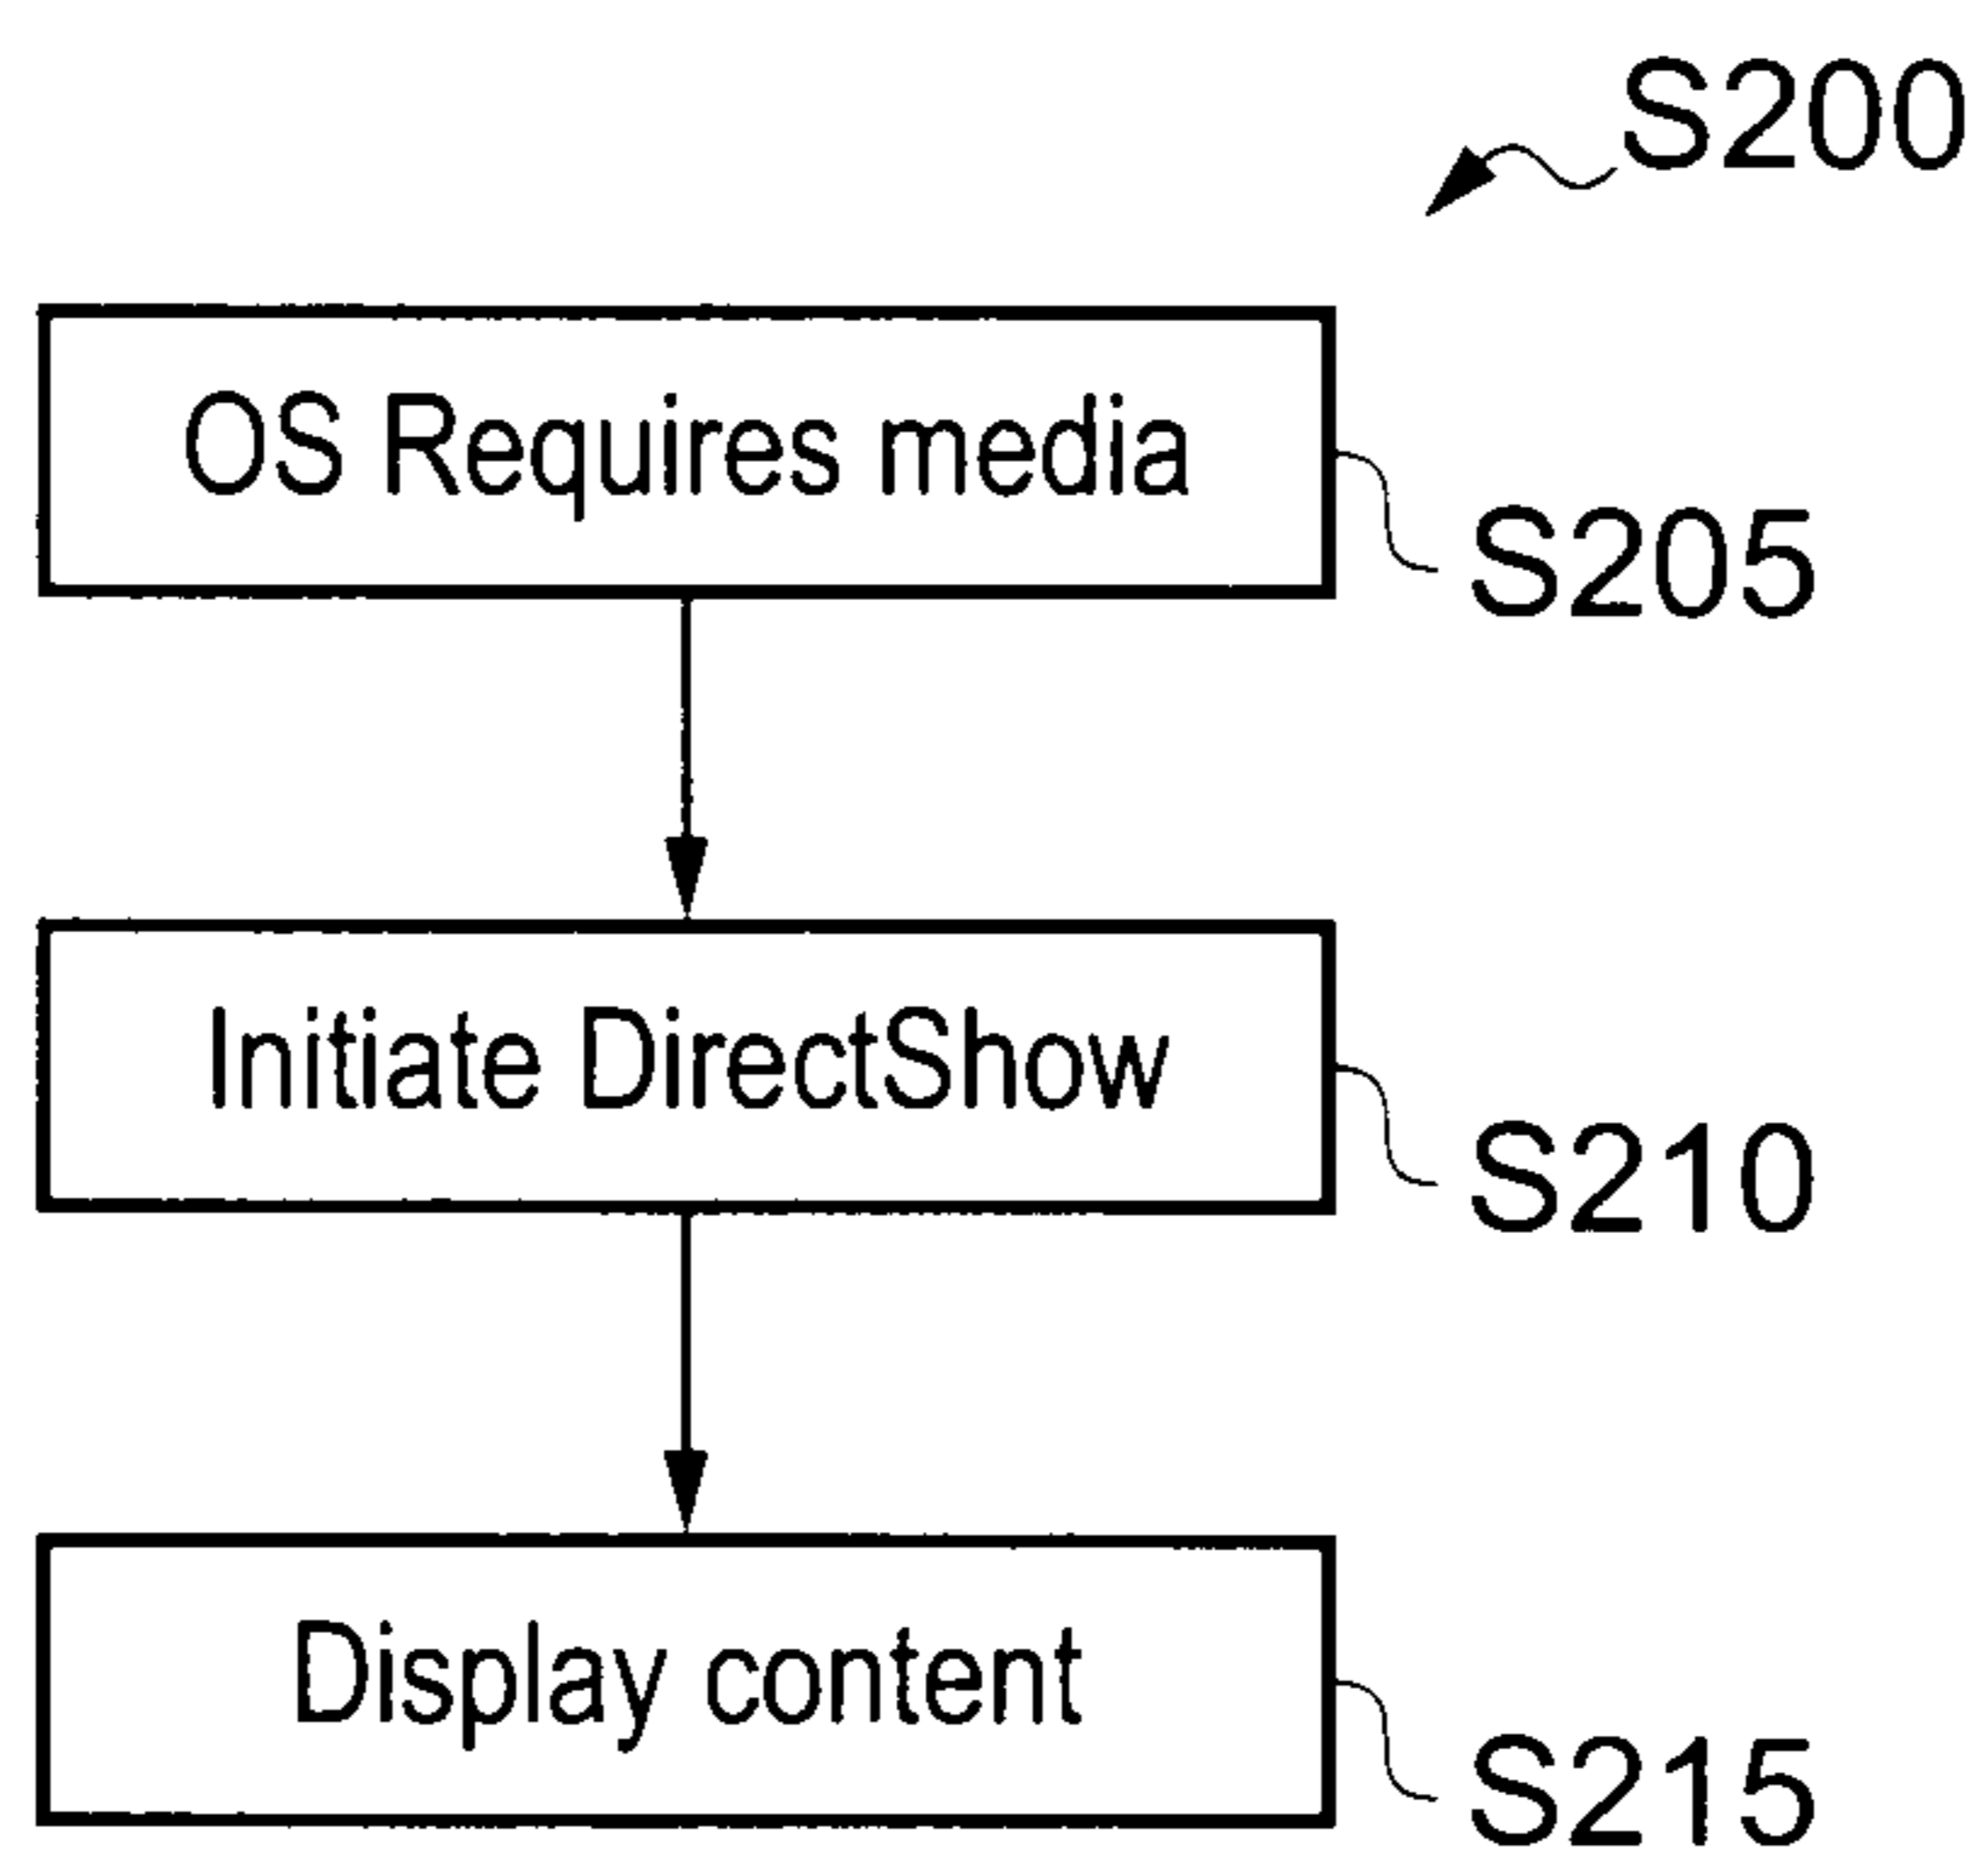 S200
OS Requires media
S205
Initiate DirectShow
S210
Display content
S215